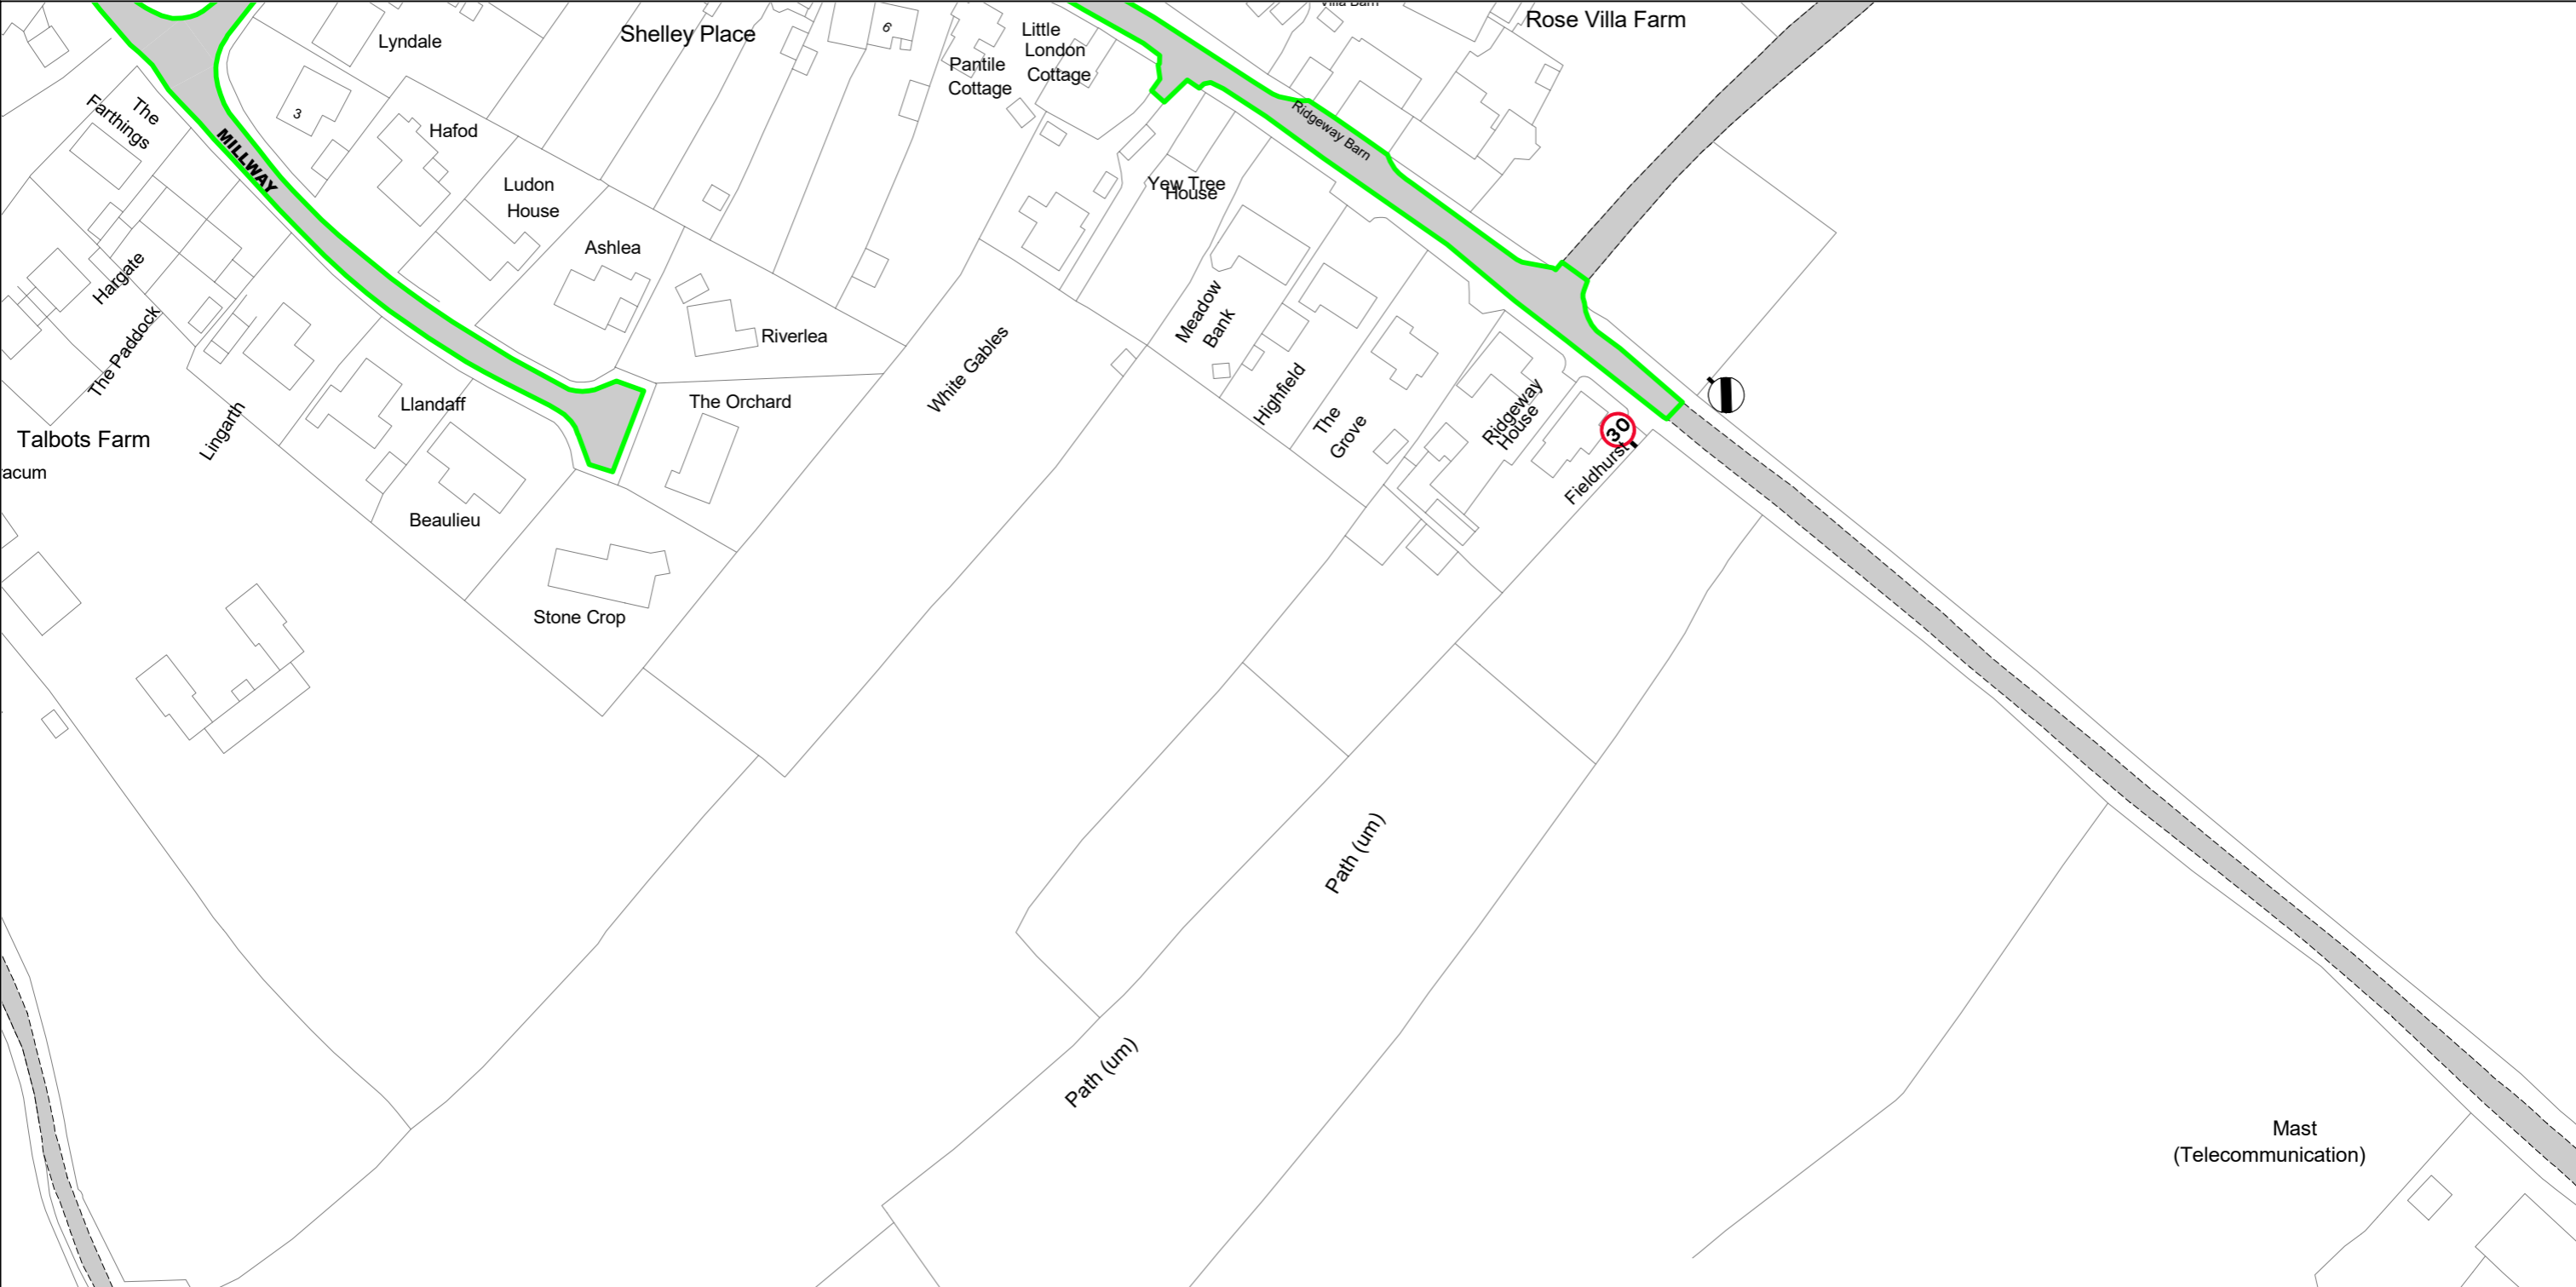 Rose Villa Farm
Shelley Place
6
Little
London
Cottage
Pantile
Cottage
Lyndale
3
The
Farthings
Hafod
MILLWAY
Ridgeway Barn
Ludon
House
Yew Tree
House
Ashlea
Hargate
The Paddock
Riverlea
Meadow
Bank
White Gables
Highfield
The
Grove
Ridgeway
House
30
Fieldhurst
The Orchard
Llandaff
Lingarth
Talbots Farm
acum
Beaulieu
Stone Crop
Path (um)
Path (um)
Mast
(Telecommunication)